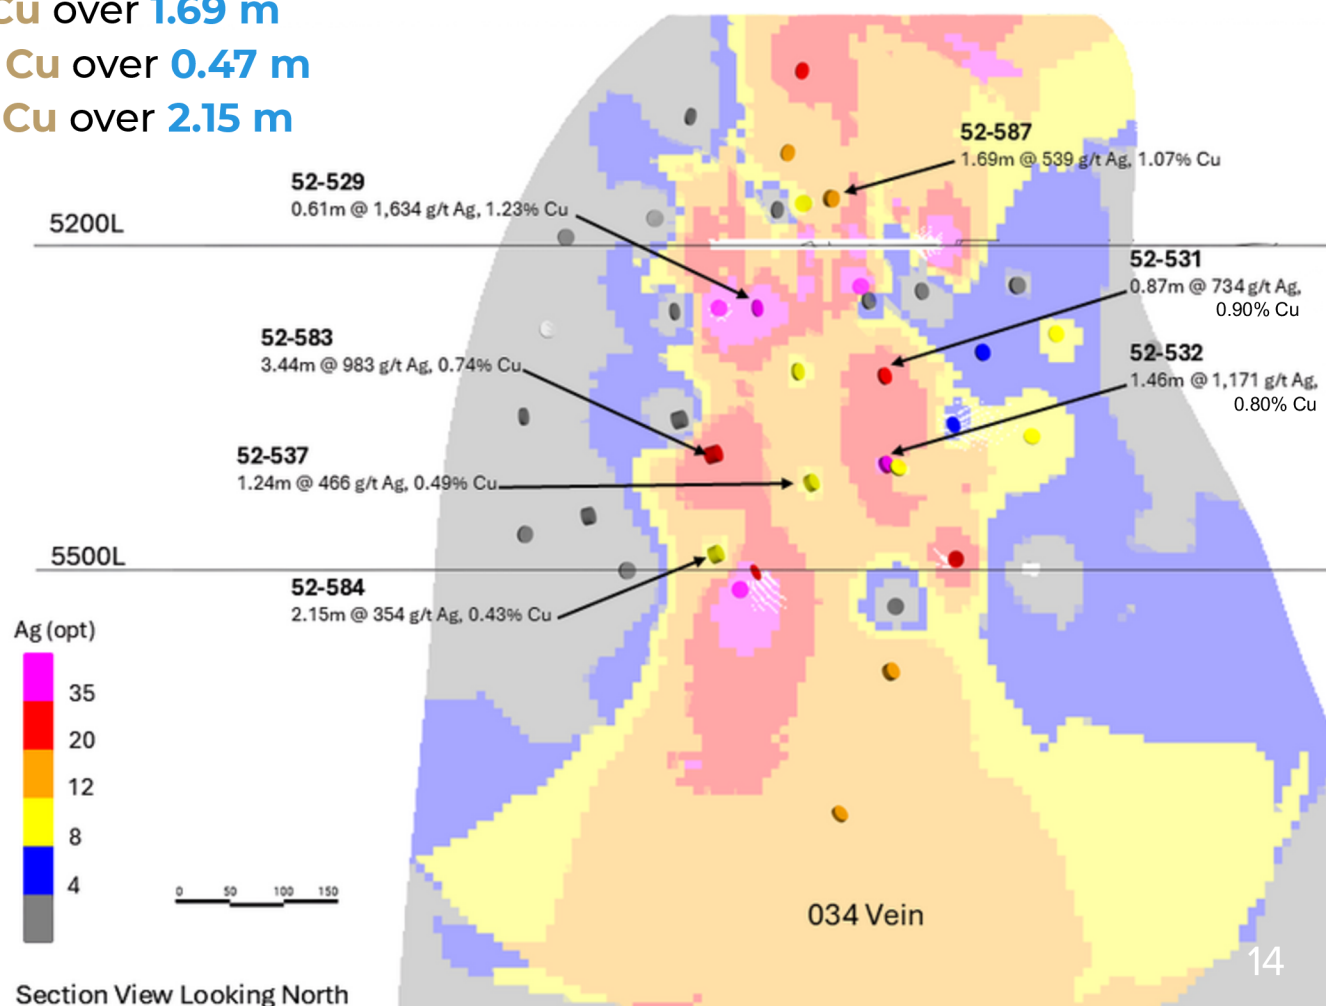 Cu over 1.69 m
Cu over 0.47 m
Cu over 2.15 m
52-587
1.69m @ 539 g/t Ag, 1.07% Cu
52-529
0.61m @ 1,634 g/t Ag, 1.23% Cu
5200L
52-531
0.87m @ 734 g/t Ag,
0.90% Cu
52-583
3.44m @ 983 g/t Ag, 0.74% Cu
52-532
1.46m @ 1,171 g/t Ag,
0.80% Cu
52-537
1.24m @ 466 g/t Ag, 0.49% Cu
5500L
52-584
2.15m @ 354 g/t Ag, 0.43% Cu
Ag (opt)
35
20
12
8
4
0 50 100 150
034 Vein
14
Section View Looking North